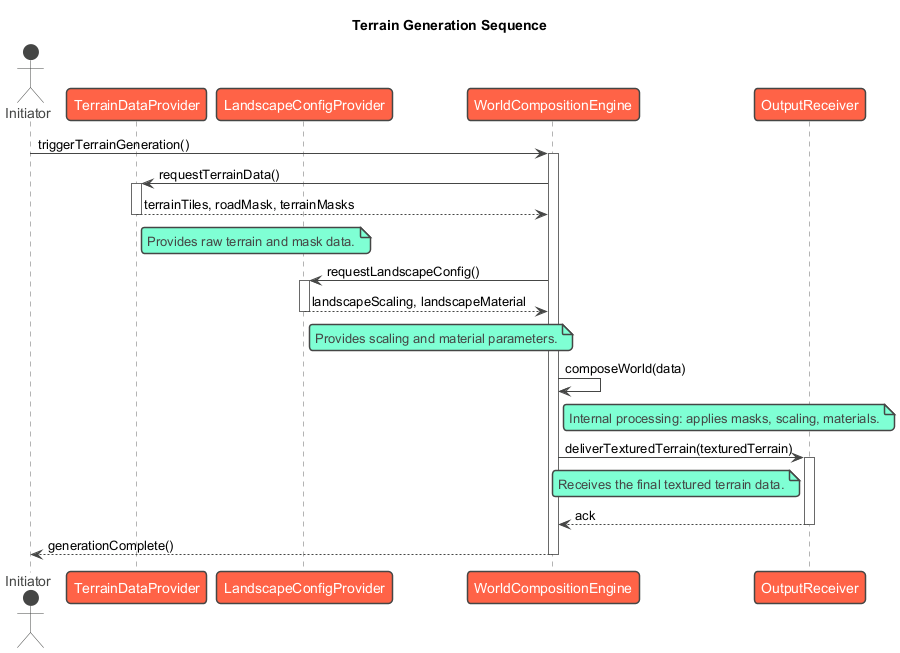 Terrain Generation Sequence
Initiator
TerrainDataProvider
LandscapeConfigProvider
WorldCompositionEngine
OutputReceiver
triggerTerrainGeneration()
requestTerrainData()
terrainTiles, roadMask, terrainMasks
Provides raw terrain and mask data.
requestLandscapeConfig()
landscapeScaling, landscapeMaterial
Provides scaling and material parameters.
composeWorld(data)
Internal processing: applies masks, scaling, materials.
deliverTexturedTerrain(texturedTerrain)
Receives the final textured terrain data.
ack
generationComplete()
Initiator
TerrainDataProvider
LandscapeConfigProvider
WorldCompositionEngine
OutputReceiver